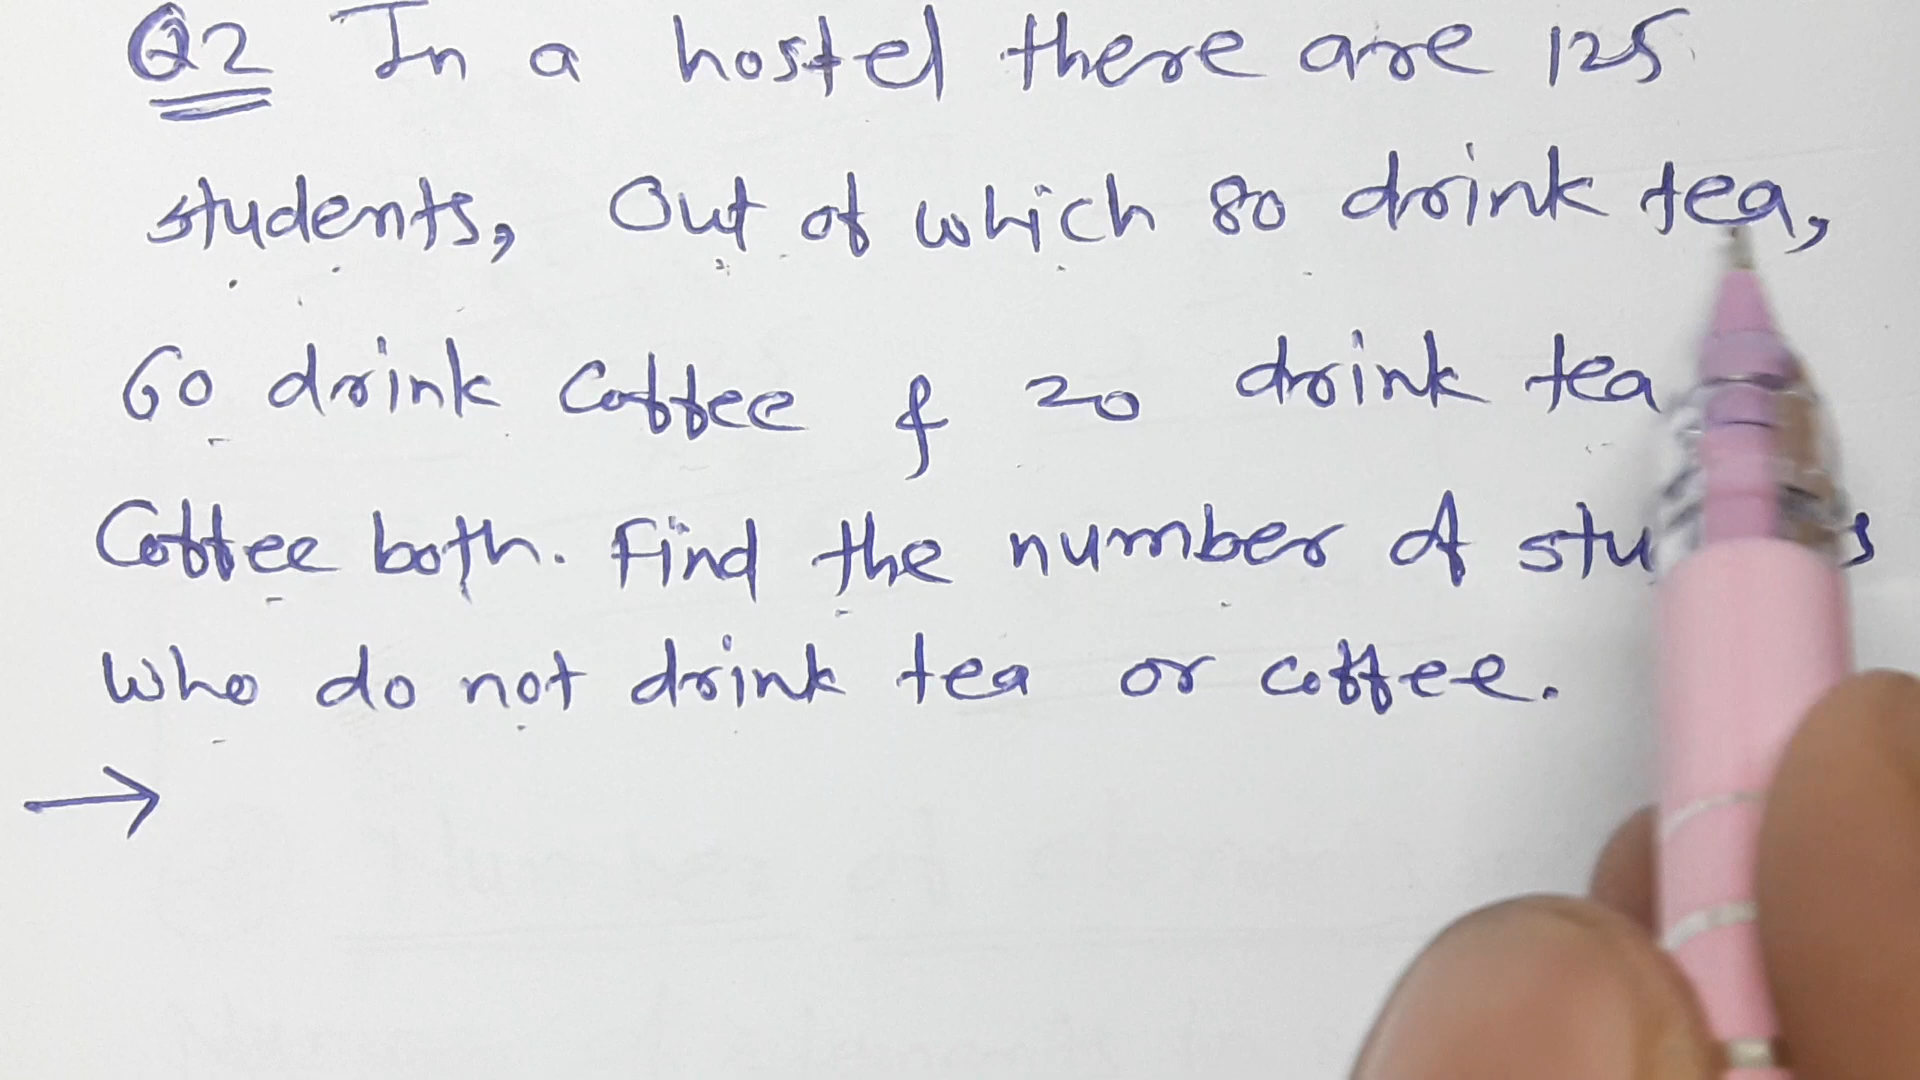 Q2 In a hostel there are 125
students, Out of which 80 drink tea,
60 drink Coffee & 20 drink tea
Coffee both. Find the number of
who do not drink tea or coffee.
→